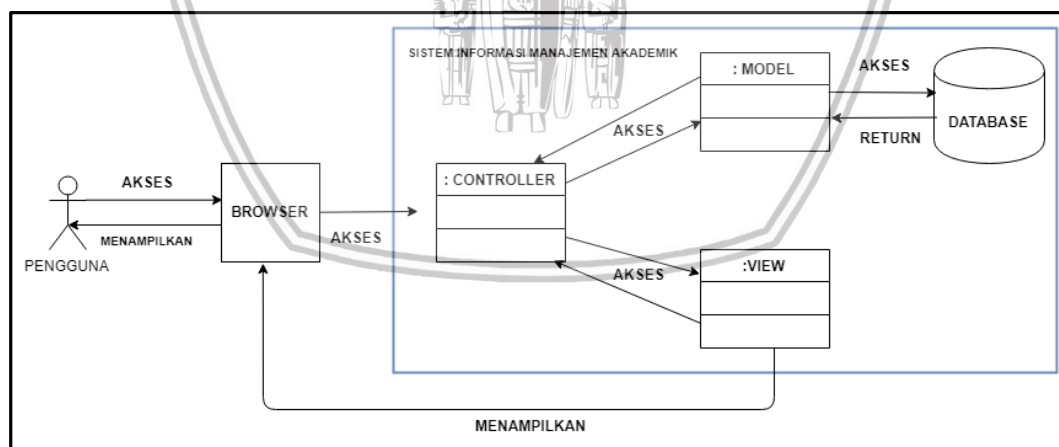 SISTEM INFORMASI MANAJEMEN AKADEMIK
: MODEL
AKSES
DATABASE
RETURN
AKSES
: CONTROLLER
AKSES
BROWSER
AKSES
MENAMPILKAN
PENGGUNA
AKSES
:VIEW
MENAMPILKAN